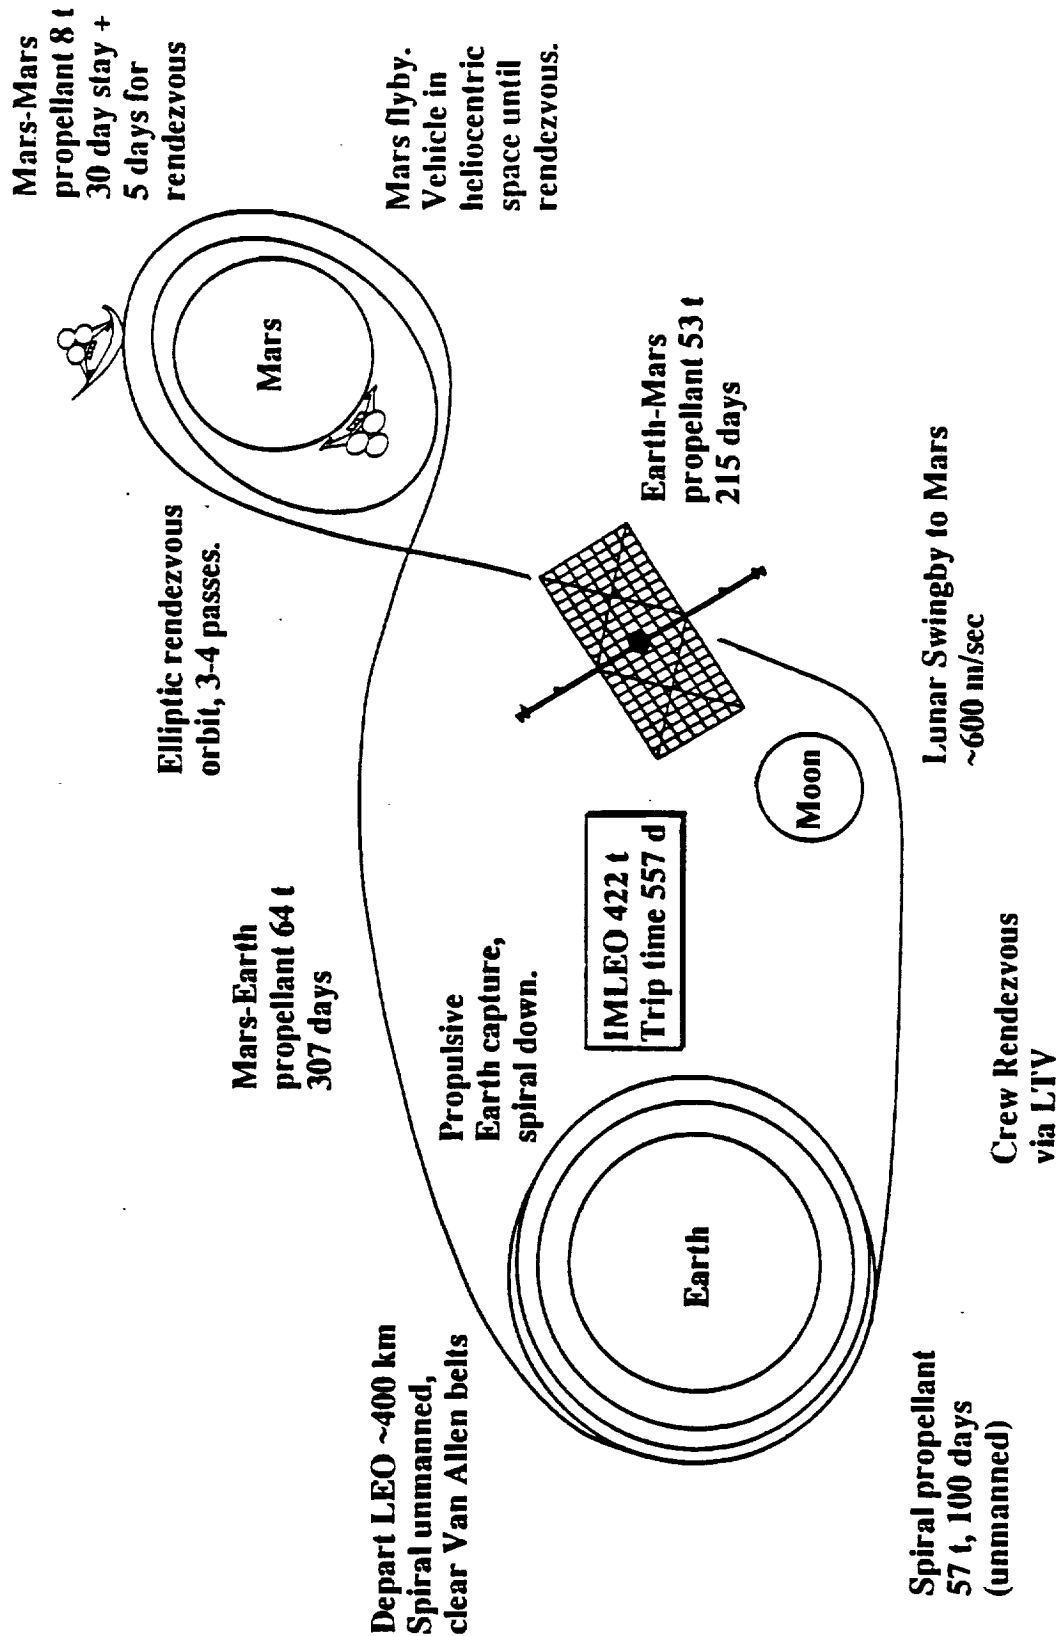 Mars-Mars
propellant 8 t
30 day stay +
5 days for
rendezvous
Mars flyby.
Vehicle in
heliocentric
space until
rendezvous.
Mars
Elliptic rendezvous
orbit, 3-4 passes.
Earth-Mars
propellant 53 t
215 days
Mars-Earth
propellant 64 t
307 days
Propulsive
Earth capture,
spiral down.
IMLEO 422 t
Trip time 557 d
Moon
Lunar Swingby to Mars
~600 m/sec
Depart LEO ~400 km
Spiral unmanned,
clear Van Allen belts
Earth
Crew Rendezvous
via LTV
Spiral propellant
57 t, 100 days
(unmanned)